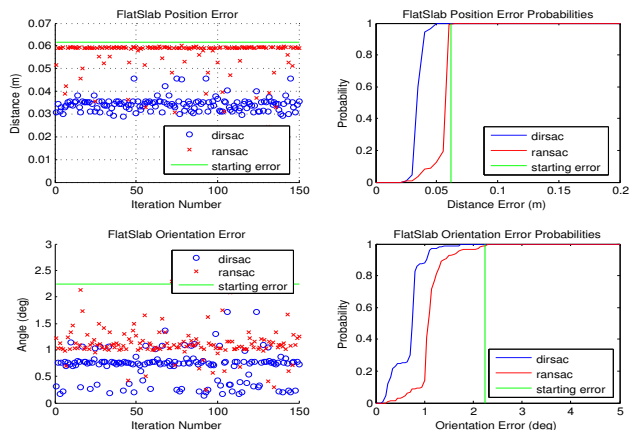 FlatSlab Position Error
0.07
0.06
0.05
0.04
0.03
0.02
0.01
0
Distance (m)
dirsac
ransac
starting error
0 50 100 150
Iteration Number
FlatSlab Position Error Probabilities
1
0.8
0.6
0.4
0.2
0
Probability
dirsac
ransac
starting error
0 0.05 0.1 0.15 0.2
Distance Error (m)
FlatSlab Orientation Error
3
2.5
2
1.5
1
0.5
0
Angle (deg)
dirsac
ransac
starting error
0 50 100 150
Iteration Number
FlatSlab Orientation Error Probabilities
1
0.8
0.6
0.4
0.2
0
Probability
dirsac
ransac
starting error
0 1 2 3 4 5
Orientation Error (deg)